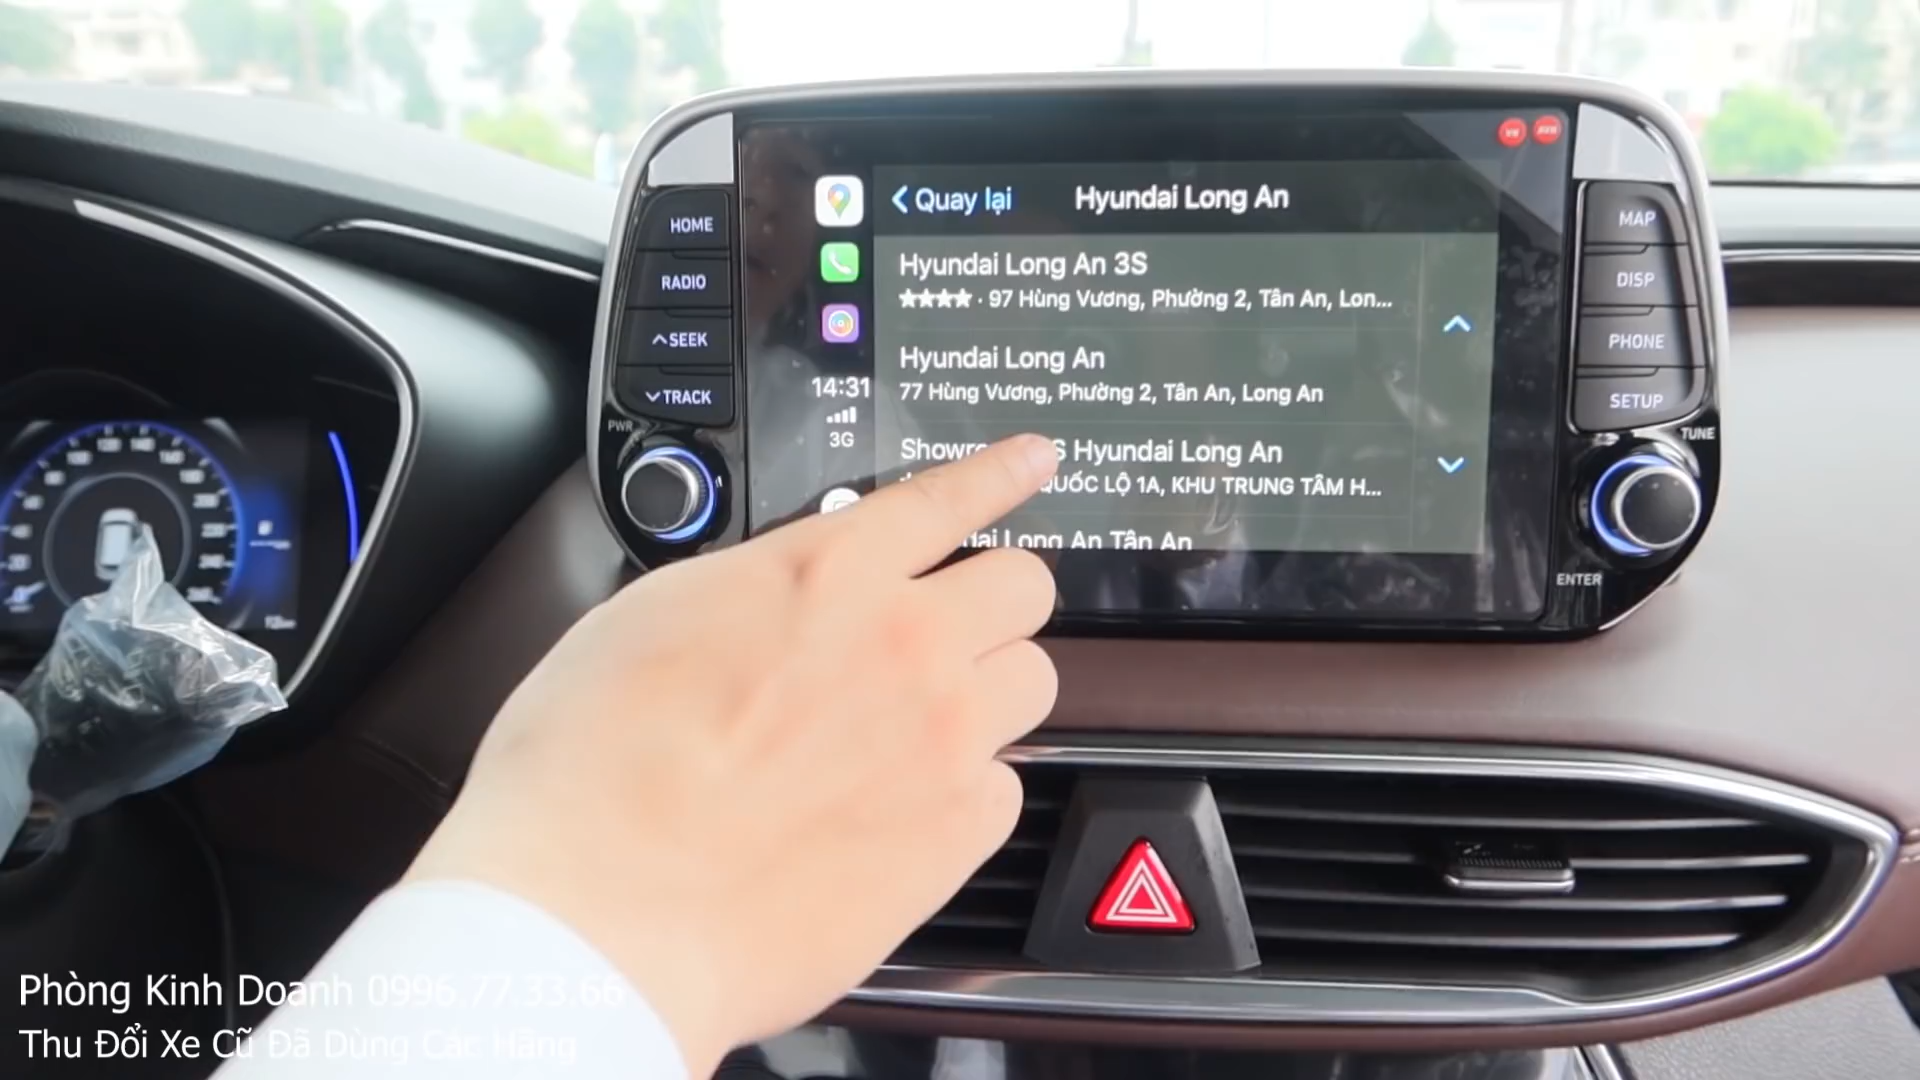 HOME
RADIO
SEEK
TRACK
PWR
Quay lại
Hyundai Long An
Hyundai Long An 3S
★★★★ · 97 Hùng Vương, Phường 2, Tân An, Lon...
Hyundai Long An
77 Hùng Vương, Phường 2, Tân An, Long An
Hyundai Long An
QUỐC LỘ 1A, KHU TRUNG TÂM H...
Long An Tân An
14:31
3G
MAP
DISP
PHONE
SETUP
TUNE
ENTER
Phòng Kinh Doanh 0996.77.33.66
Thu Đổi Xe Cũ Đã Dùng Các Hãng